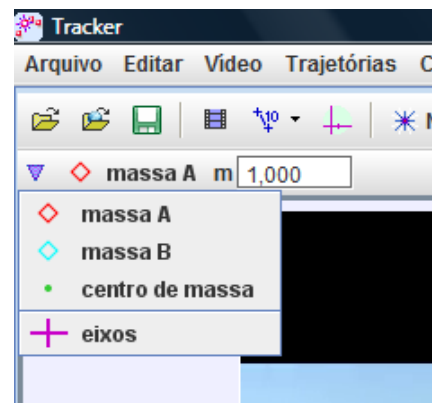 Tracker
Arquivo Editar Vídeo Trajetórias
massa A m 1,000
massa A
massa B
centro de massa
eixos